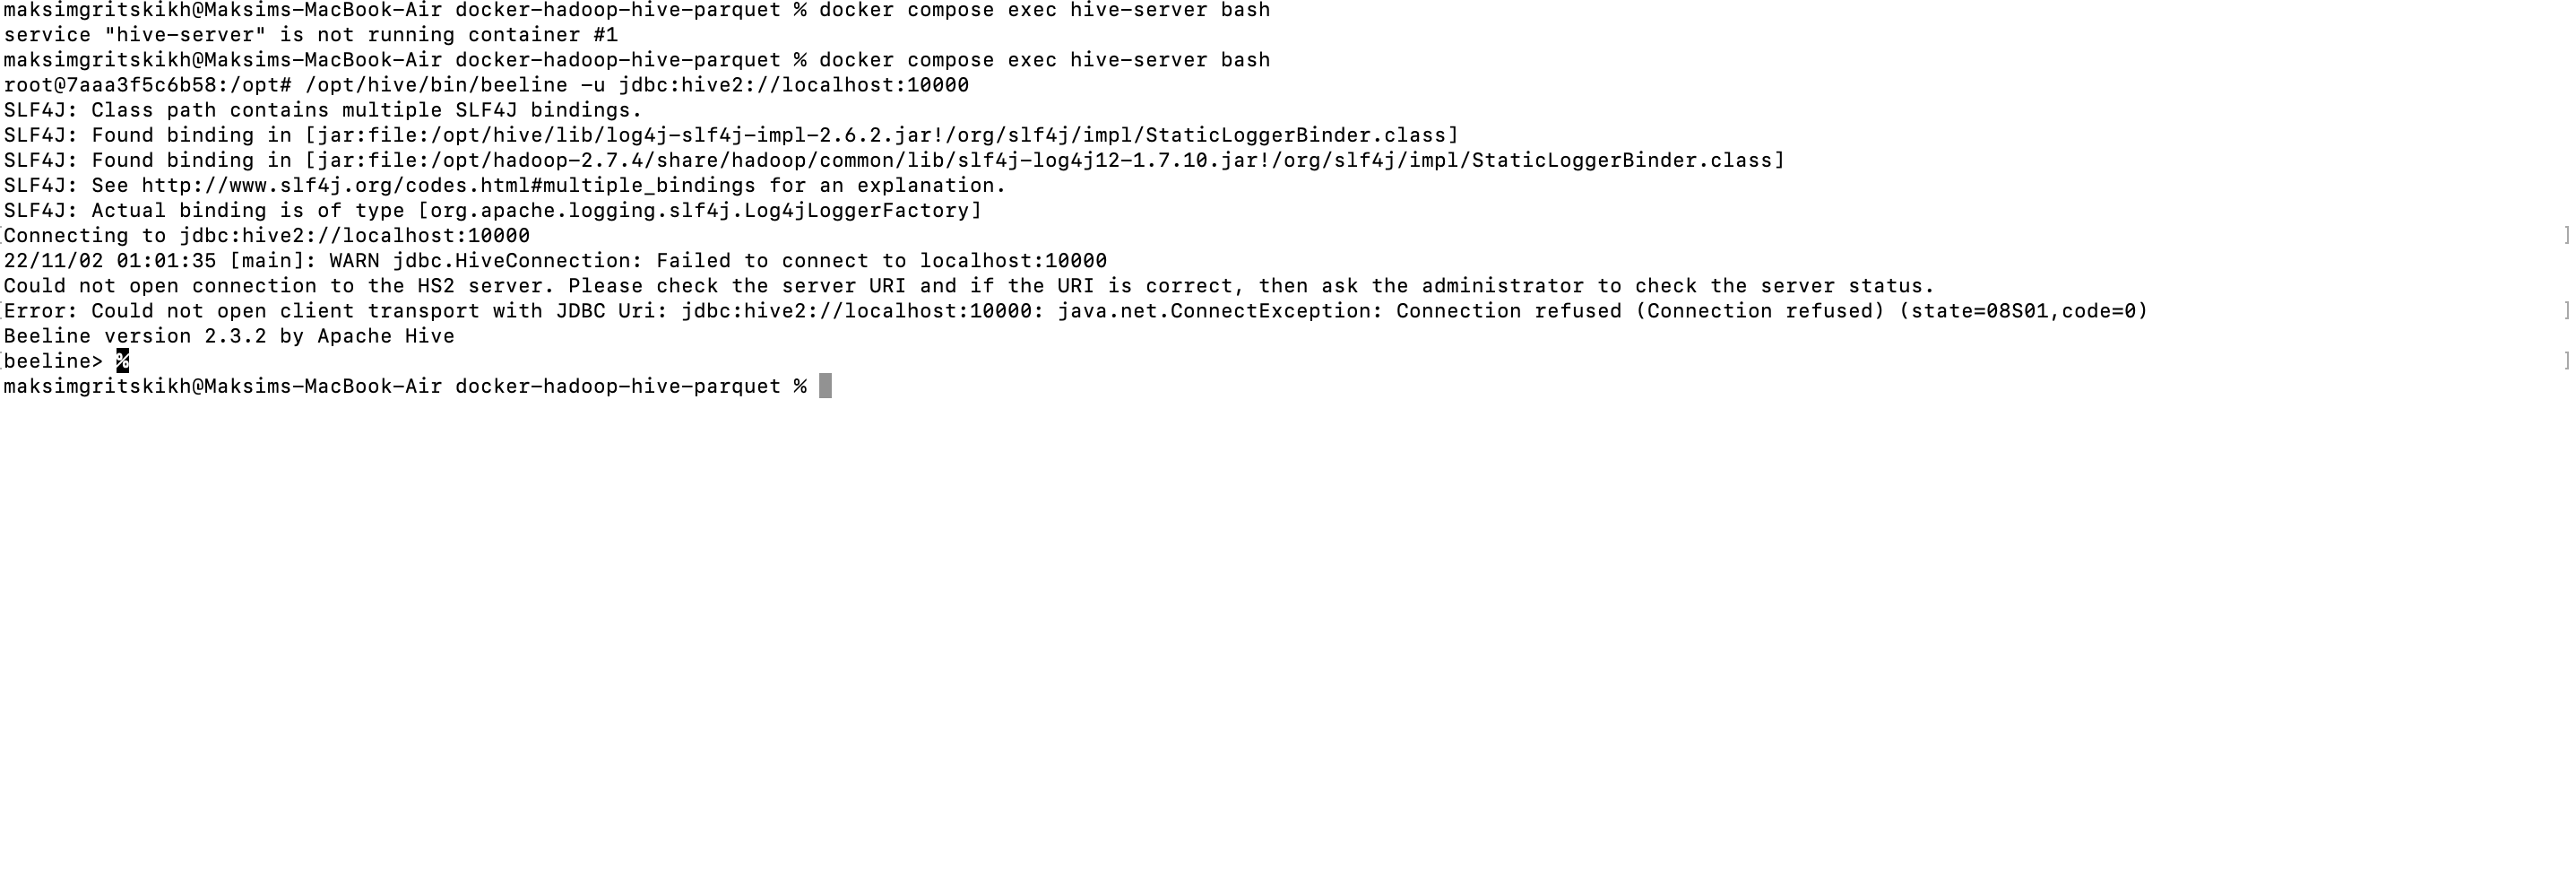 maksimgritskikh@Maksims-MacBook-Air docker-hadoop-hive-parquet % docker compose exec hive-server bash
service "hive-server" is not running container #1
maksimgritskikh@Maksims-MacBook-Air docker-hadoop-hive-parquet % docker compose exec hive-server bash
root@7aaa3f5c6b58:/opt# /opt/hive/bin/beeline -u jdbc:hive2://localhost:10000
SLF4J: Class path contains multiple SLF4J bindings.
SLF4J: Found binding in [jar:file:/opt/hive/lib/log4j-slf4j-impl-2.6.2.jar!/org/slf4j/impl/StaticLoggerBinder.class]
SLF4J: Found binding in [jar:file:/opt/hadoop-2.7.4/share/hadoop/common/lib/slf4j-log4j12-1.7.10.jar!/org/slf4j/impl/StaticLoggerBinder.class]
SLF4J: See http://www.slf4j.org/codes.html#multiple_bindings for an explanation.
SLF4J: Actual binding is of type [org.apache.logging.slf4j.Log4jLoggerFactory]
[Connecting to jdbc:hive2://localhost:10000 ]
22/11/02 01:01:35 [main]: WARN jdbc.HiveConnection: Failed to connect to localhost:10000
Could not open connection to the HS2 server. Please check the server URI and if the URI is correct, then ask the administrator to check the server status.
[Error: Could not open client transport with JDBC Uri: jdbc:hive2://localhost:10000: java.net.ConnectException: Connection refused (Connection refused) (state=08S01,code=0) ]
Beeline version 2.3.2 by Apache Hive
[beeline> % ]
maksimgritskikh@Maksims-MacBook-Air docker-hadoop-hive-parquet %